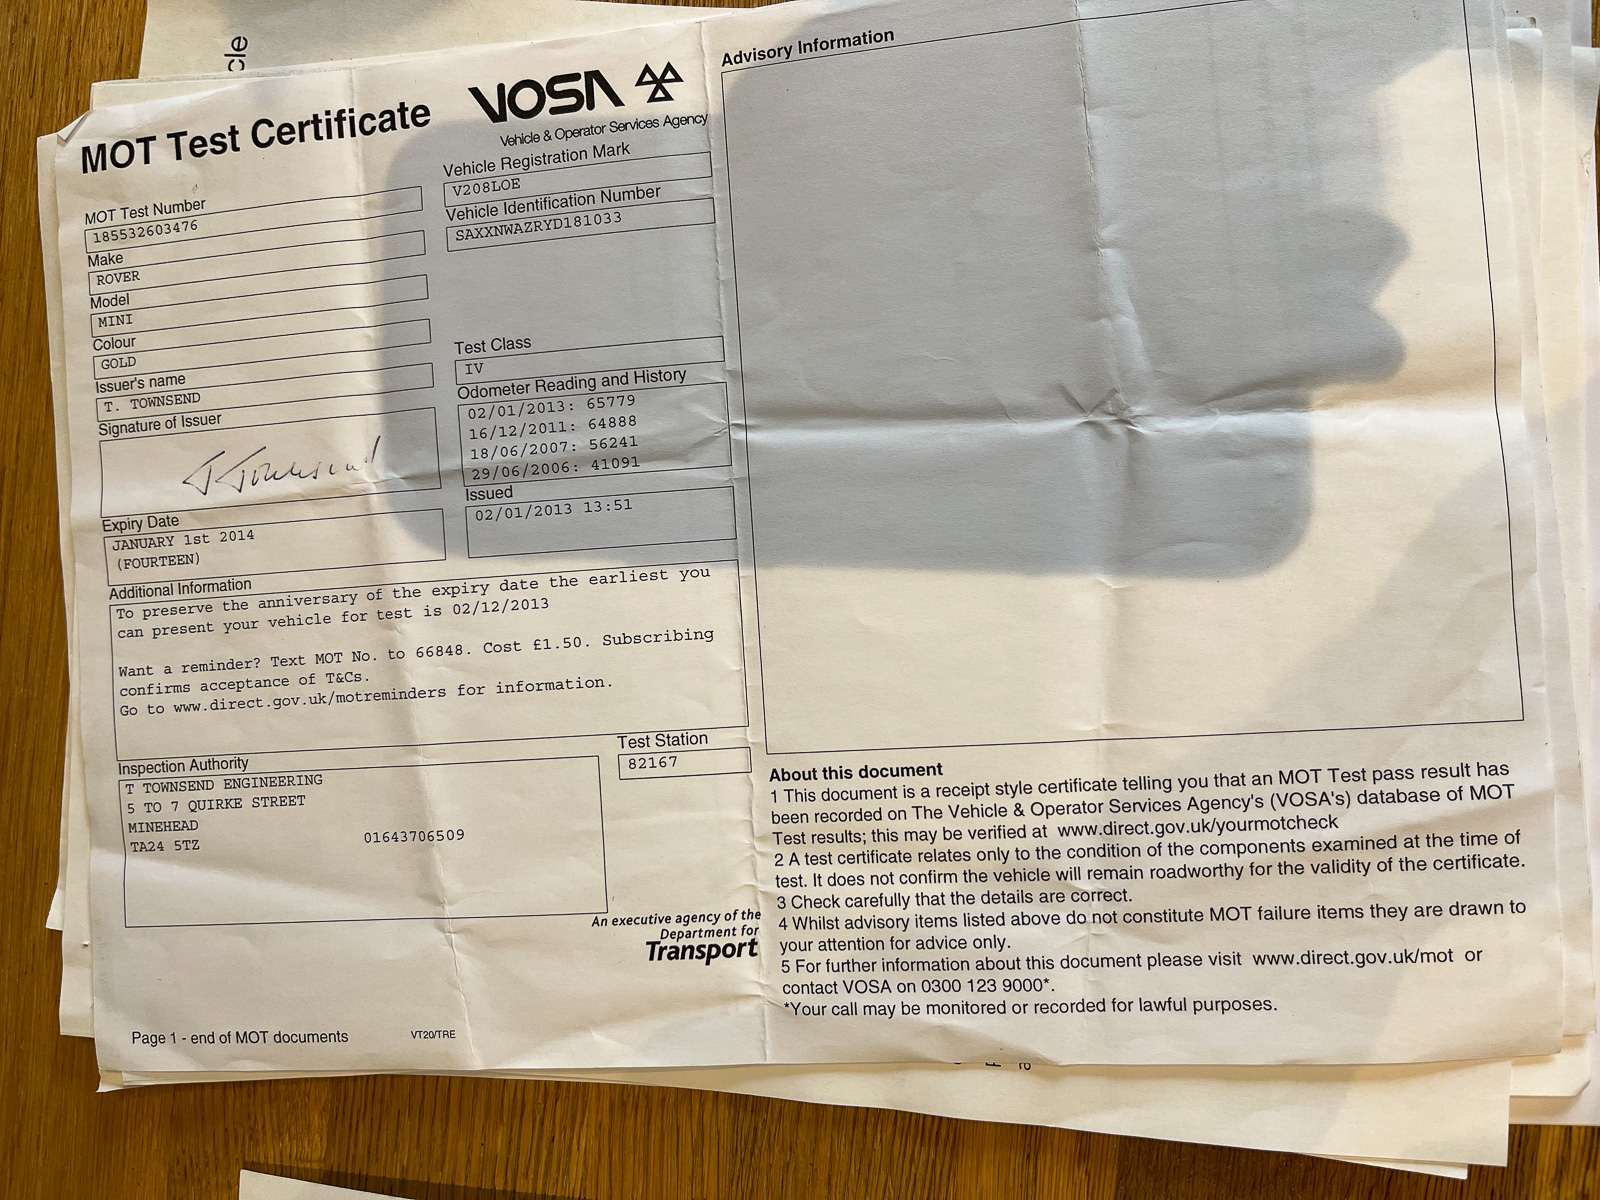 cle
MOT Test Certificate
VOSA
Vehicle & Operator Services Agency
MOT Test Number
185532603476
Make
ROVER
Model
MINI
Colour
GOLD
Issuer's name
T. TOWNSEND
Signature of Issuer
T Townsend
Expiry Date
JANUARY 1st 2014
(FOURTEEN)
Vehicle Registration Mark
V208LOE
Vehicle Identification Number
SAXXNWAZRYD181033
Test Class
IV
Odometer Reading and History
02/01/2013: 65779
16/12/2011: 64888
18/06/2007: 56241
29/06/2006: 41091
Issued
02/01/2013 13:51
Additional Information
To preserve the anniversary of the expiry date the earliest you
can present your vehicle for test is 02/12/2013
Want a reminder? Text MOT No. to 66848. Cost £1.50. Subscribing
confirms acceptance of T&Cs.
Go to www.direct.gov.uk/motreminders for information.
Inspection Authority
T TOWNSEND ENGINEERING
5 TO 7 QUIRKE STREET
MINEHEAD
TA24 5TZ 01643706509
Test Station
82167
An executive agency of the
Department for
Transport
Page 1 - end of MOT documents
VT20/TRE
Advisory Information
About this document
1 This document is a receipt style certificate telling you that an MOT Test pass result has
been recorded on The Vehicle & Operator Services Agency's (VOSA's) database of MOT
Test results; this may be verified at www.direct.gov.uk/yourmotcheck
2 A test certificate relates only to the condition of the components examined at the time of
test. It does not confirm the vehicle will remain roadworthy for the validity of the certificate.
3 Check carefully that the details are correct.
4 Whilst advisory items listed above do not constitute MOT failure items they are drawn to
your attention for advice only.
5 For further information about this document please visit www.direct.gov.uk/mot or
contact VOSA on 0300 123 9000*.
*Your call may be monitored or recorded for lawful purposes.